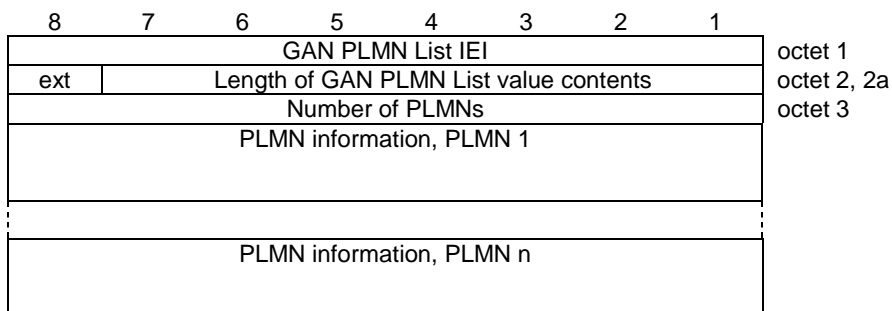 8 7 6 5 4 3 2 1
GAN PLMN List IEI octet 1
ext Length of GAN PLMN List value contents octet 2, 2a
Number of PLMNs octet 3
PLMN information, PLMN 1
PLMN information, PLMN n